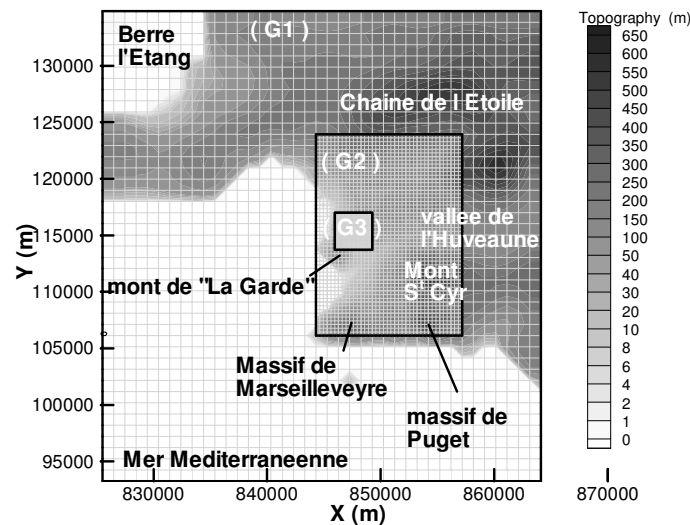 Topography (m)
Berre
l'Etang
( G1 )
Chaine de l Etoile
( G2 )
( G3 )
vallee de
l'Huveaune
mont de "La Garde"
Mont
S' Cyr
Massif de
Marseilleveyre
massif de
Puget
Mer Mediterraneenne
130000
125000
120000
115000
110000
105000
100000
95000
Y (m)
830000
840000
850000
860000
870000
X (m)
650
600
550
500
450
400
350
300
250
200
150
100
50
40
30
20
10
8
6
4
2
1
0